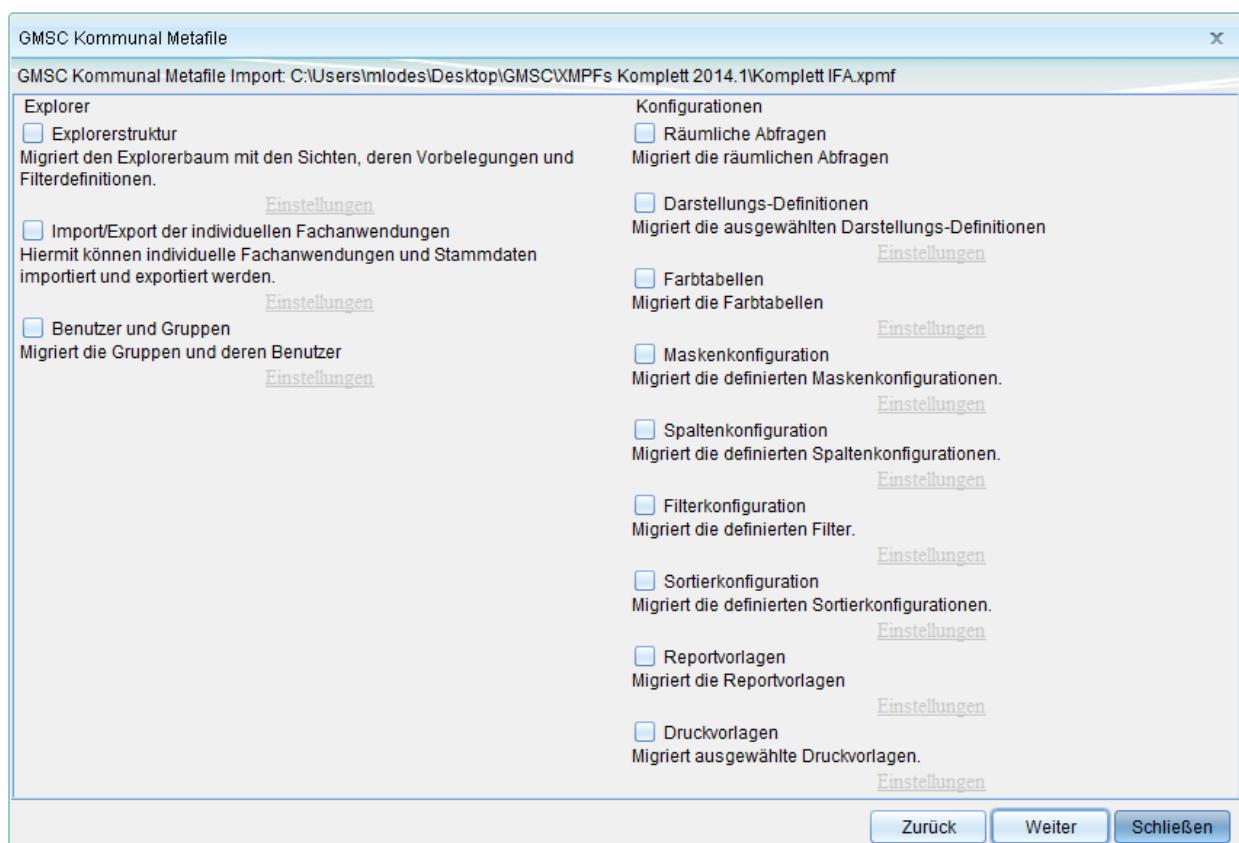 GMSC Kommunal Metafile
x
GMSC Kommunal Metafile Import: C:\Users\mlodes\Desktop\GMSC\XMPFs Komplett 2014.1\Komplett IFA.xpmf
Explorer
Explorerstruktur
Migriert den Explorerbaum mit den Sichten, deren Vorbelegungen und
Filterdefinitionen.
Einstellungen
Import/Export der individuellen Fachanwendungen
Hiermit können individuelle Fachanwendungen und Stammdaten
importiert und exportiert werden.
Einstellungen
Benutzer und Gruppen
Migriert die Gruppen und deren Benutzer
Einstellungen
Konfigurationen
Räumliche Abfragen
Migriert die räumlichen Abfragen
Darstellungs-Definitionen
Migriert die ausgewählten Darstellungs-Definitionen
Einstellungen
Farbtabellen
Migriert die Farbtabellen
Einstellungen
Maskenkonfiguration
Migriert die definierten Maskenkonfigurationen.
Einstellungen
Spaltenkonfiguration
Migriert die definierten Spaltenkonfigurationen.
Einstellungen
Filterkonfiguration
Migriert die definierten Filter.
Einstellungen
Sortierkonfiguration
Migriert die definierten Sortierkonfigurationen.
Einstellungen
Reportvorlagen
Migriert die Reportvorlagen
Einstellungen
Druckvorlagen
Migriert ausgewählte Druckvorlagen.
Einstellungen
Zurück
Weiter
Schließen